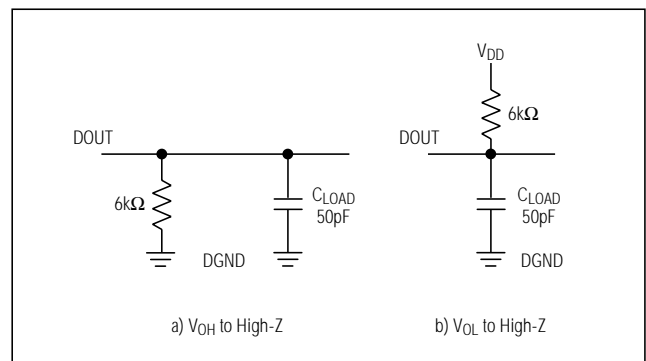 DOUT
6kΩ
CLOAD
50pF
DGND
a) VOH to High-Z
VDD
6kΩ
DOUT
CLOAD
50pF
DGND
b) VOL to High-Z